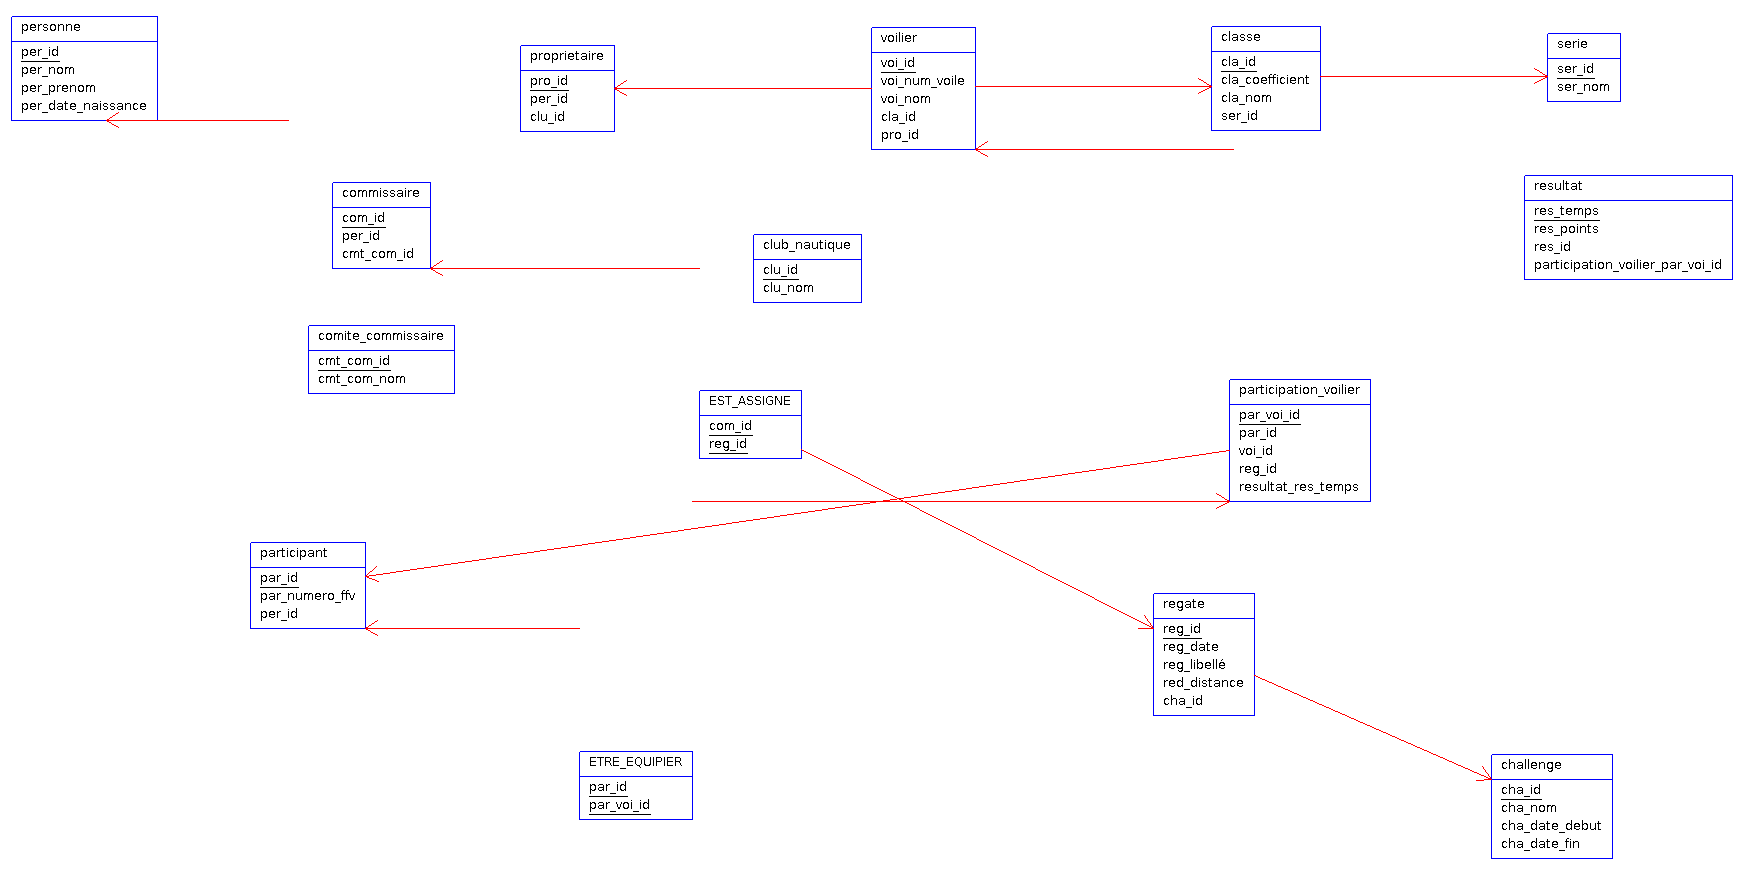 personne
per_id
per_nom
per_prenom
per_date_naissance
proprietaire
pro_id
per_id
clu_id
voilier
voi_id
voi_num_voile
voi_nom
cla_id
pro_id
classe
cla_id
cla_coefficient
cla_nom
ser_id
serie
ser_id
ser_nom
commissaire
com_id
per_id
cmt_com_id
club_nautique
clu_id
clu_nom
resultat
res_temps
res_points
res_id
participation_voilier_par_voi_id
comite_commissaire
cmt_com_id
cmt_com_nom
EST_ASSIGNE
com_id
reg_id
participation_voilier
par_voi_id
par_id
voi_id
reg_id
resultat_res_temps
participant
par_id
par_numero_ffv
per_id
regate
reg_id
reg_date
reg_libellé
red_distance
cha_id
ETRE_EQUIPIER
par_id
par_voi_id
challenge
cha_id
cha_nom
cha_date_debut
cha_date_fin